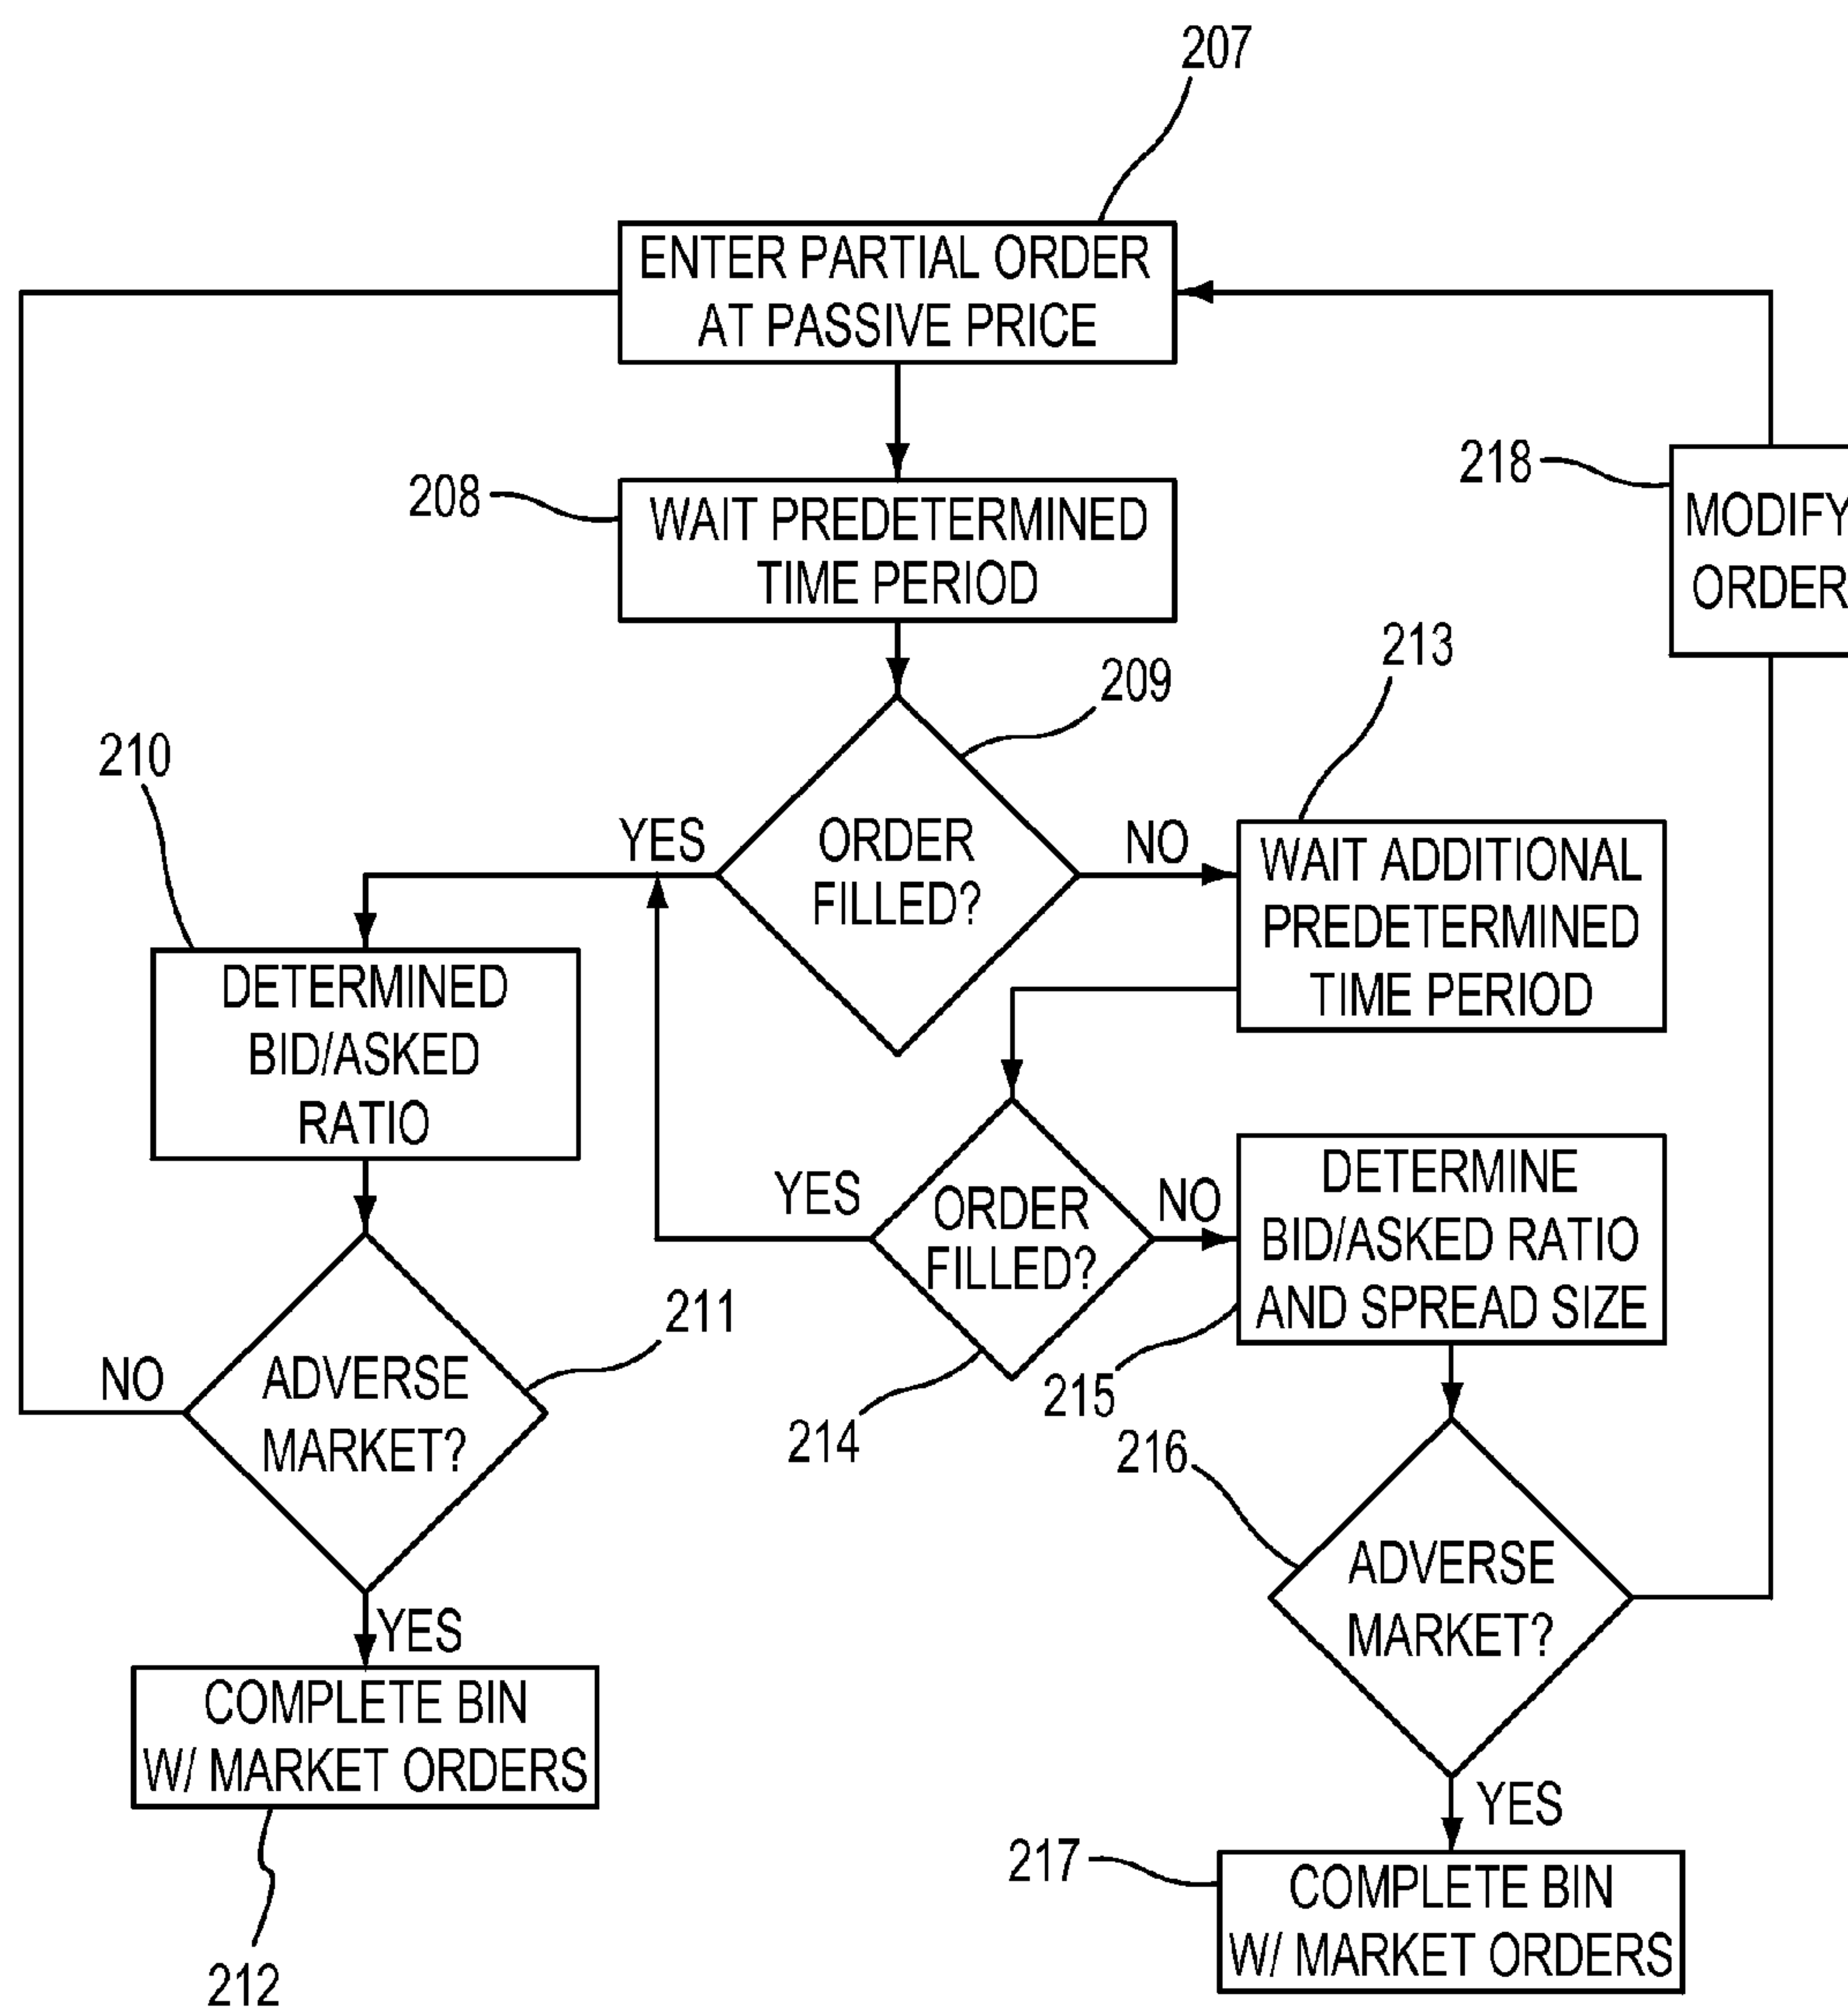 207
ENTER PARTIAL ORDER
AT PASSIVE PRICE
218
MODIFY
ORDER
208
WAIT PREDETERMINED
TIME PERIOD
213
209
210
YES
ORDER
FILLED?
NO
WAIT ADDITIONAL
PREDETERMINED
TIME PERIOD
DETERMINED
BID/ASKED
RATIO
YES
ORDER
FILLED?
NO
DETERMINE
BID/ASKED RATIO
AND SPREAD SIZE
211
NO
ADVERSE
MARKET?
214
215
216
ADVERSE
MARKET?
YES
COMPLETE BIN
W/ MARKET ORDERS
YES
217
COMPLETE BIN
W/ MARKET ORDERS
212